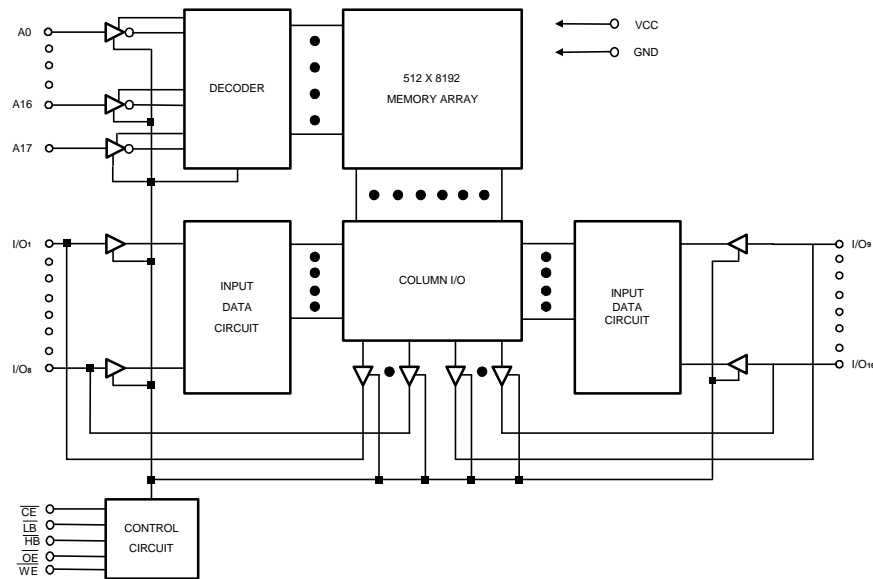 A0
A16
A17
DECODER
512 X 8192
MEMORY ARRAY
VCC
GND
I/O1
I/O8
INPUT
DATA
CIRCUIT
COLUMN I/O
INPUT
DATA
CIRCUIT
I/O9
I/O16
CE
LB
HB
OE
WE
CONTROL
CIRCUIT